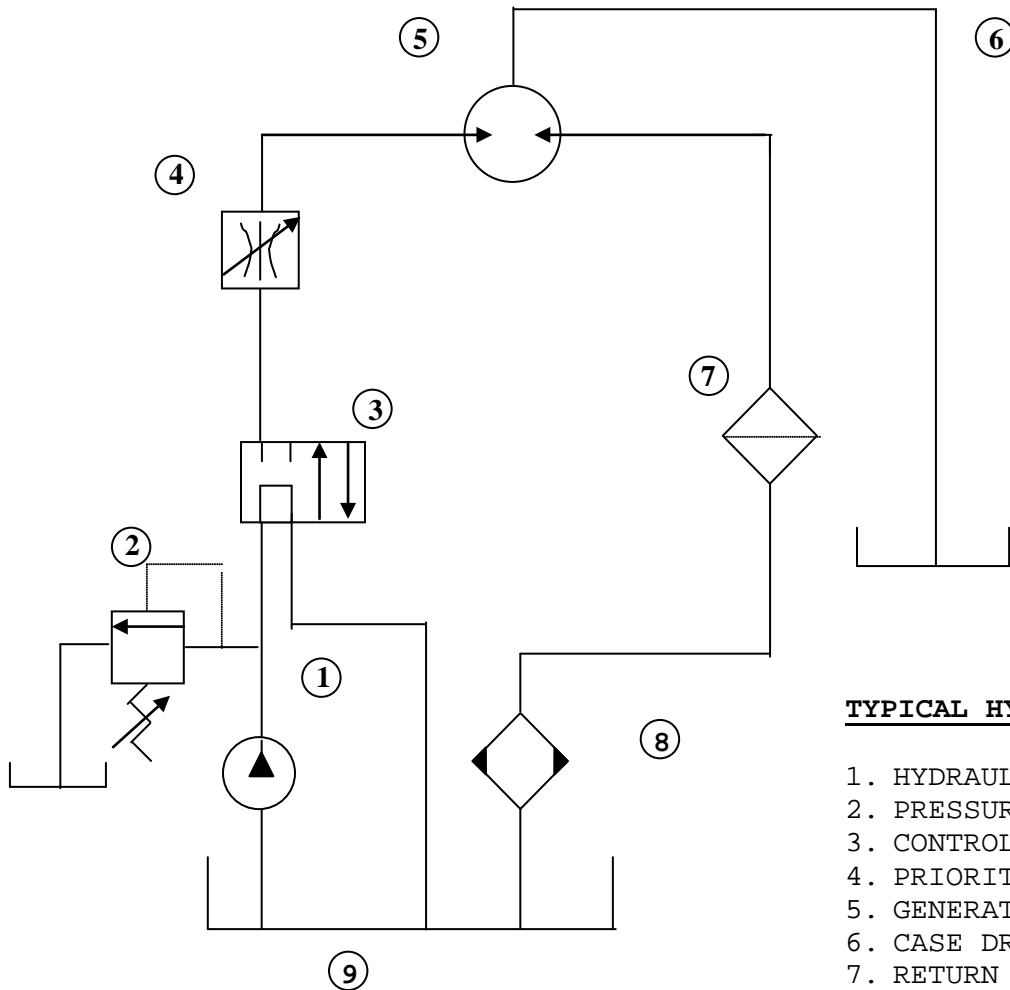 5
6
4
7
3
2
1
8
9
TYPICAL HY
1. HYDRAUL
2. PRESSUR
3. CONTROL
4. PRIORIT
5. GENERAT
6. CASE DR
7. RETURN